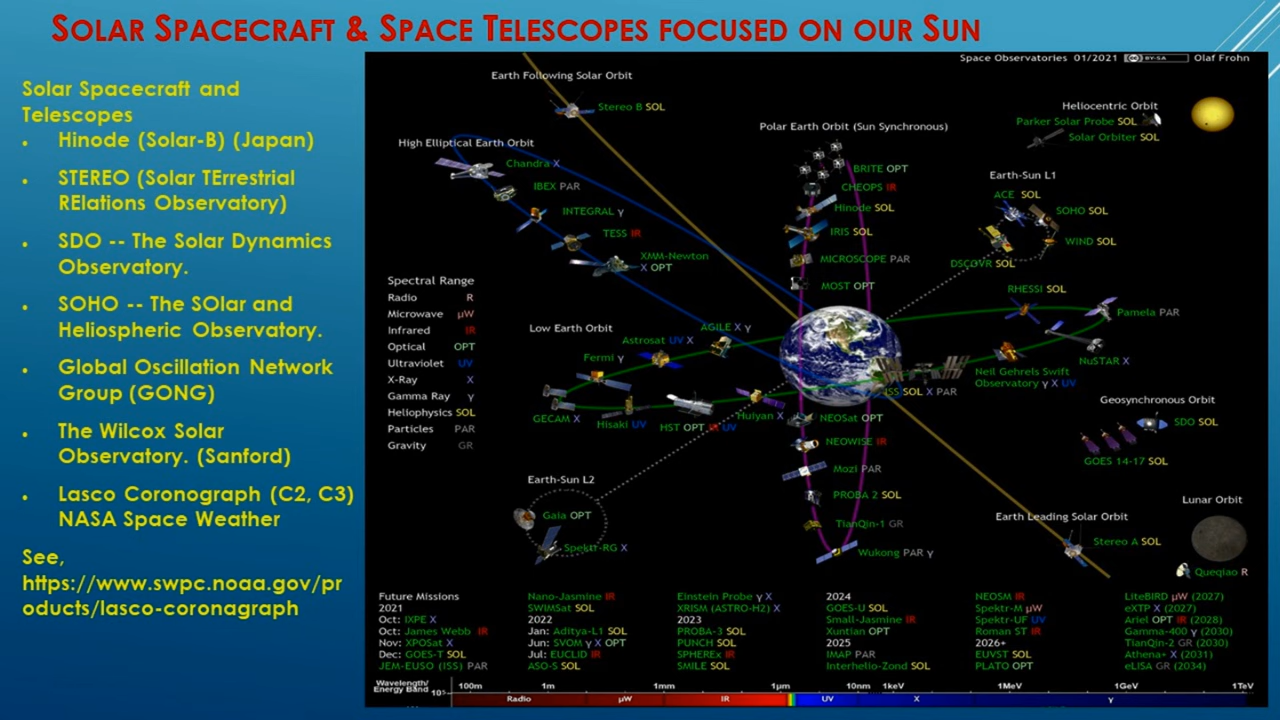 SOLAR SPACECRAFT & SPACE TELESCOPES FOCUSED ON OUR SUN
Solar Spacecraft and
Telescopes
• Hinode (Solar-B) (Japan)
• STEREO (Solar TErrestrial
RElations Observatory)
• SDO -- The Solar Dynamics
Observatory.
• SOHO -- The SOlar and
Heliospheric Observatory.
• Global Oscillation Network
Group (GONG)
• The Wilcox Solar
Observatory. (Sanford)
• Lasco Coronograph (C2, C3)
NASA Space Weather
See,
https://www.swpc.noaa.gov/pr
oducts/lasco-coronagraph
Space Observatories 01/2021 BY-SA Olaf Frohn
Earth Following Solar Orbit
Stereo B SOL
Heliocentric Orbit
Parker Solar Probe SOL
Solar Orbiter SOL
High Elliptical Earth Orbit
Chandra X
IBEX PAR
INTEGRAL γ
TESS IR
XMM-Newton
X OPT
Polar Earth Orbit (Sun Synchronous)
BRITE OPT
CHEOPS IR
Hinode SOL
IRIS SOL
MICROSCOPE PAR
MOST OPT
Earth-Sun L1
ACE SOL
SOHO SOL
WIND SOL
DSCOVR SOL
Spectral Range
Radio R
Microwave µW
Infrared IR
Optical OPT
Ultraviolet UV
X-Ray X
Gamma Ray γ
Heliophysics SOL
Particles PAR
Gravity GR
Low Earth Orbit
AGILE X γ
Astrosat UV X
Fermi γ
GECAM X
Hisaki UV
HST OPT IR UV
Huiyan X
RHESSI SOL
Pamela PAR
NuSTAR X
Neil Gehrels Swift
Observatory γ X UV
ISS SOL X PAR
NEOSat OPT
NEOWISE IR
Mozi PAR
PROBA 2 SOL
TianQin-1 GR
Wukong PAR γ
Geosynchronous Orbit
SDO SOL
GOES 14-17 SOL
Earth-Sun L2
Gaia OPT
Spektr-RG X
Earth Leading Solar Orbit
Stereo A SOL
Lunar Orbit
Queqiao R
Future Missions
2021
Oct: IXPE X
Oct: James Webb IR
Nov: XPOSat X
Dec: GOES-T SOL
JEM-EUSO (ISS) PAR
Nano-Jasmine IR
SWIMSat SOL
2022
Jan: Aditya-L1 SOL
Jun: SVOM γ X OPT
Jul: EUCLID IR
ASO-S SOL
Einstein Probe γ X
XRISM (ASTRO-H2) X
2023
PROBA-3 SOL
PUNCH SOL
SPHEREx IR
SMILE SOL
2024
GOES-U SOL
Small-Jasmine IR
Xuntian OPT
2025
IMAP PAR
Interhelio-Zond SOL
NEOSM IR
Spektr-M µW
Spektr-UF UV
Roman ST IR
2026+
EUVST SOL
PLATO OPT
LiteBIRD µW (2027)
eXTP X (2027)
Ariel OPT IR (2028)
Gamma-400 γ (2030)
TianQin-2 GR (2030)
Athena+ X (2031)
eLISA GR (2034)
Wavelength/
Energy Band
100m 1m 1mm 1µm 10nm 1keV 1MeV 1GeV 1TeV
Radio µW IR UV X γ